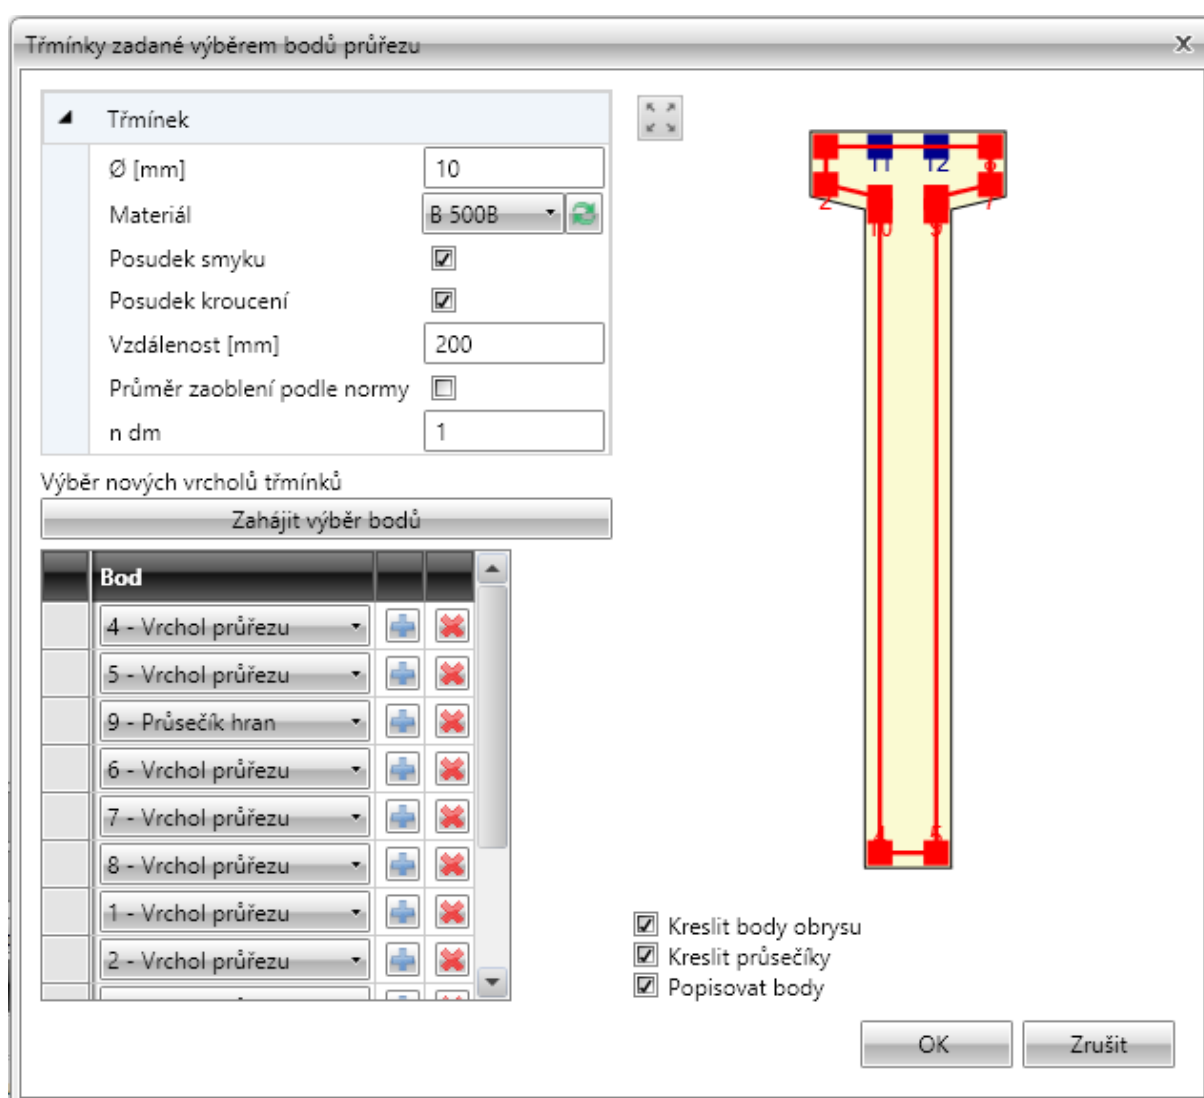 Třmínky zadané výběrem bodů průřezu
Třmínek
Ø [mm] 10
Materiál B 500B
Posudek smyku
Posudek kroucení
Vzdálenost [mm] 200
Průměr zaoblení podle normy
n dm 1
Výběr nových vrcholů třmínků
Zahájit výběr bodů
Bod
4 - Vrchol průřezu
5 - Vrchol průřezu
9 - Průsečík hran
6 - Vrchol průřezu
7 - Vrchol průřezu
8 - Vrchol průřezu
1 - Vrchol průřezu
2 - Vrchol průřezu
11 12 8
2 7
10 9
4 5
Kreslit body obrysu
Kreslit průsečíky
Popisovat body
OK Zrušit